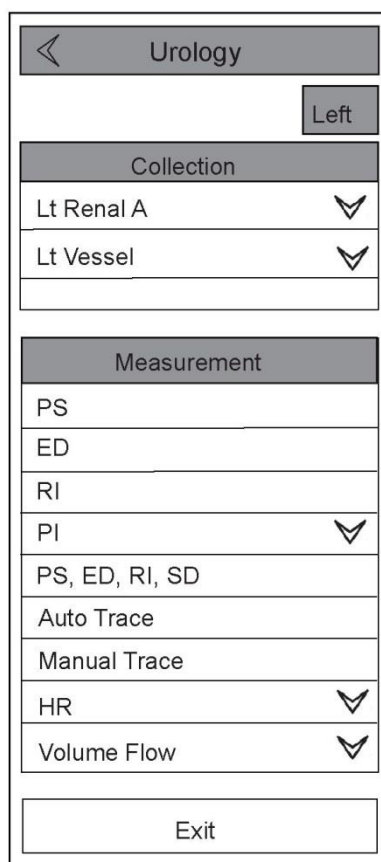 Urology
Left
Collection
Lt Renal A
Lt Vessel
Measurement
PS
ED
RI
PI
PS, ED, RI, SD
Auto Trace
Manual Trace
HR
Volume Flow
Exit